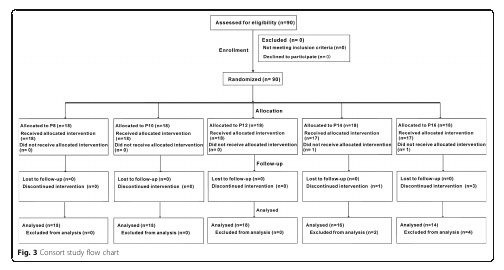 Assessed for eligibility (n=90)
Excluded (n= 0)
Not meeting inclusion criteria (n=0)
Declined to participate (n=0)
Enrollment
Randomized (n= 90)
Allocation
Allocated to P8 (n=18)
Received allocated intervention
(n=18)
Did not receive allocated intervention
(n= 0)
Allocated to P10 (n=18)
Received allocated intervention
(n=18)
Did not receive allocated intervention
(n= 0)
Allocated to P12 (n=18)
Received allocated intervention
(n=18)
Did not receive allocated intervention
(n= 0)
Allocated to P14 (n=18)
Received allocated intervention
(n=17)
Did not receive allocated intervention
(n= 1)
Allocated to P16 (n=18)
Received allocated intervention
(n=17)
Did not receive allocated intervention
(n= 1)
Follow-up
Lost to follow-up (n=0)
Discontinued intervention (n=0)
Lost to follow-up (n=0)
Discontinued intervention (n=0)
Lost to follow-up (n=0)
Discontinued intervention (n=0)
Lost to follow-up (n=0)
Discontinued intervention (n=1)
Lost to follow-up (n=0)
Discontinued intervention (n=3)
Analysed
Analysed (n=18)
Excluded from analysis (n=0)
Analysed (n=18)
Excluded from analysis (n=0)
Analysed (n=18)
Excluded from analysis (n=0)
Analysed (n=16)
Excluded from analysis (n=2)
Analysed (n=14)
Excluded from analysis (n=4)
Fig. 3 Consort study flow chart